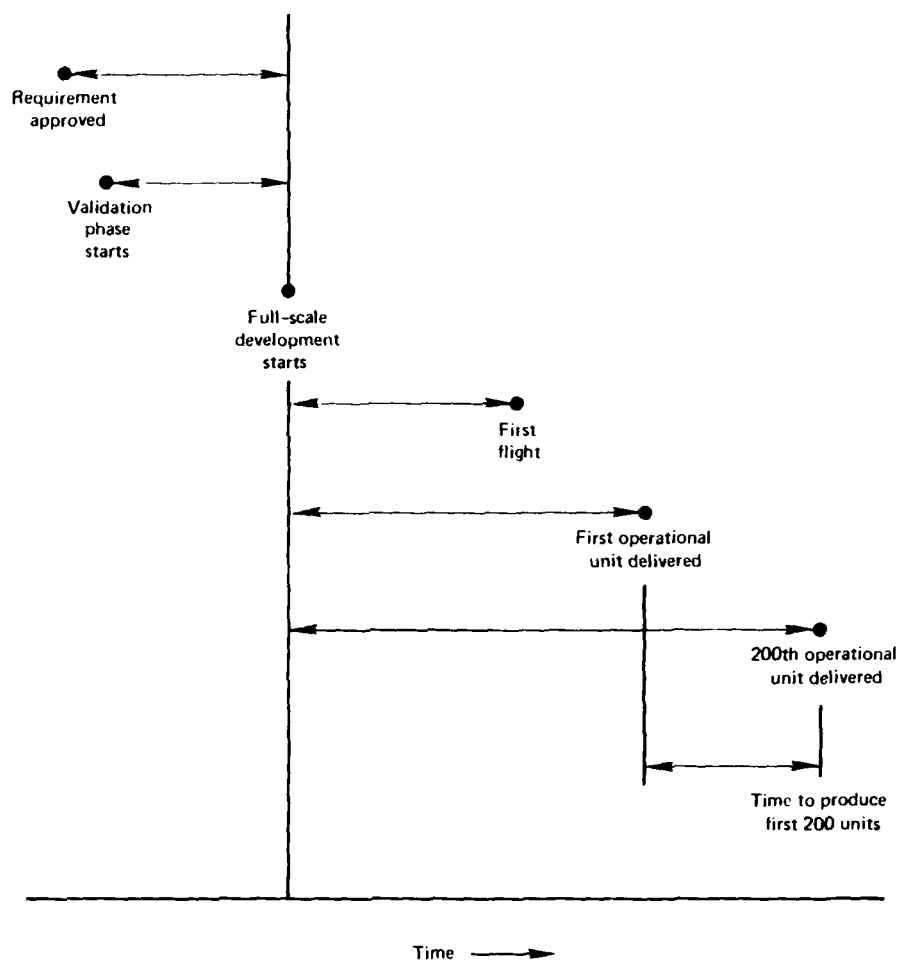 Requirement
approved
Validation
phase
starts
Full-scale
development
starts
First
flight
First operational
unit delivered
200th operational
unit delivered
Time to produce
first 200 units
Time